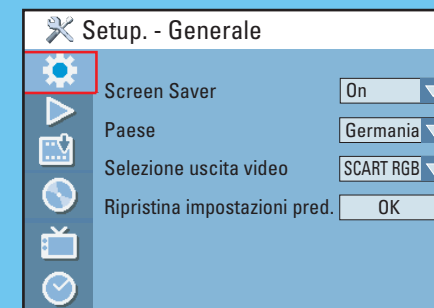 Setup. - Generale
Screen Saver On
Paese Germania
Selezione uscita video SCART RGB
Ripristina impostazioni pred. OK